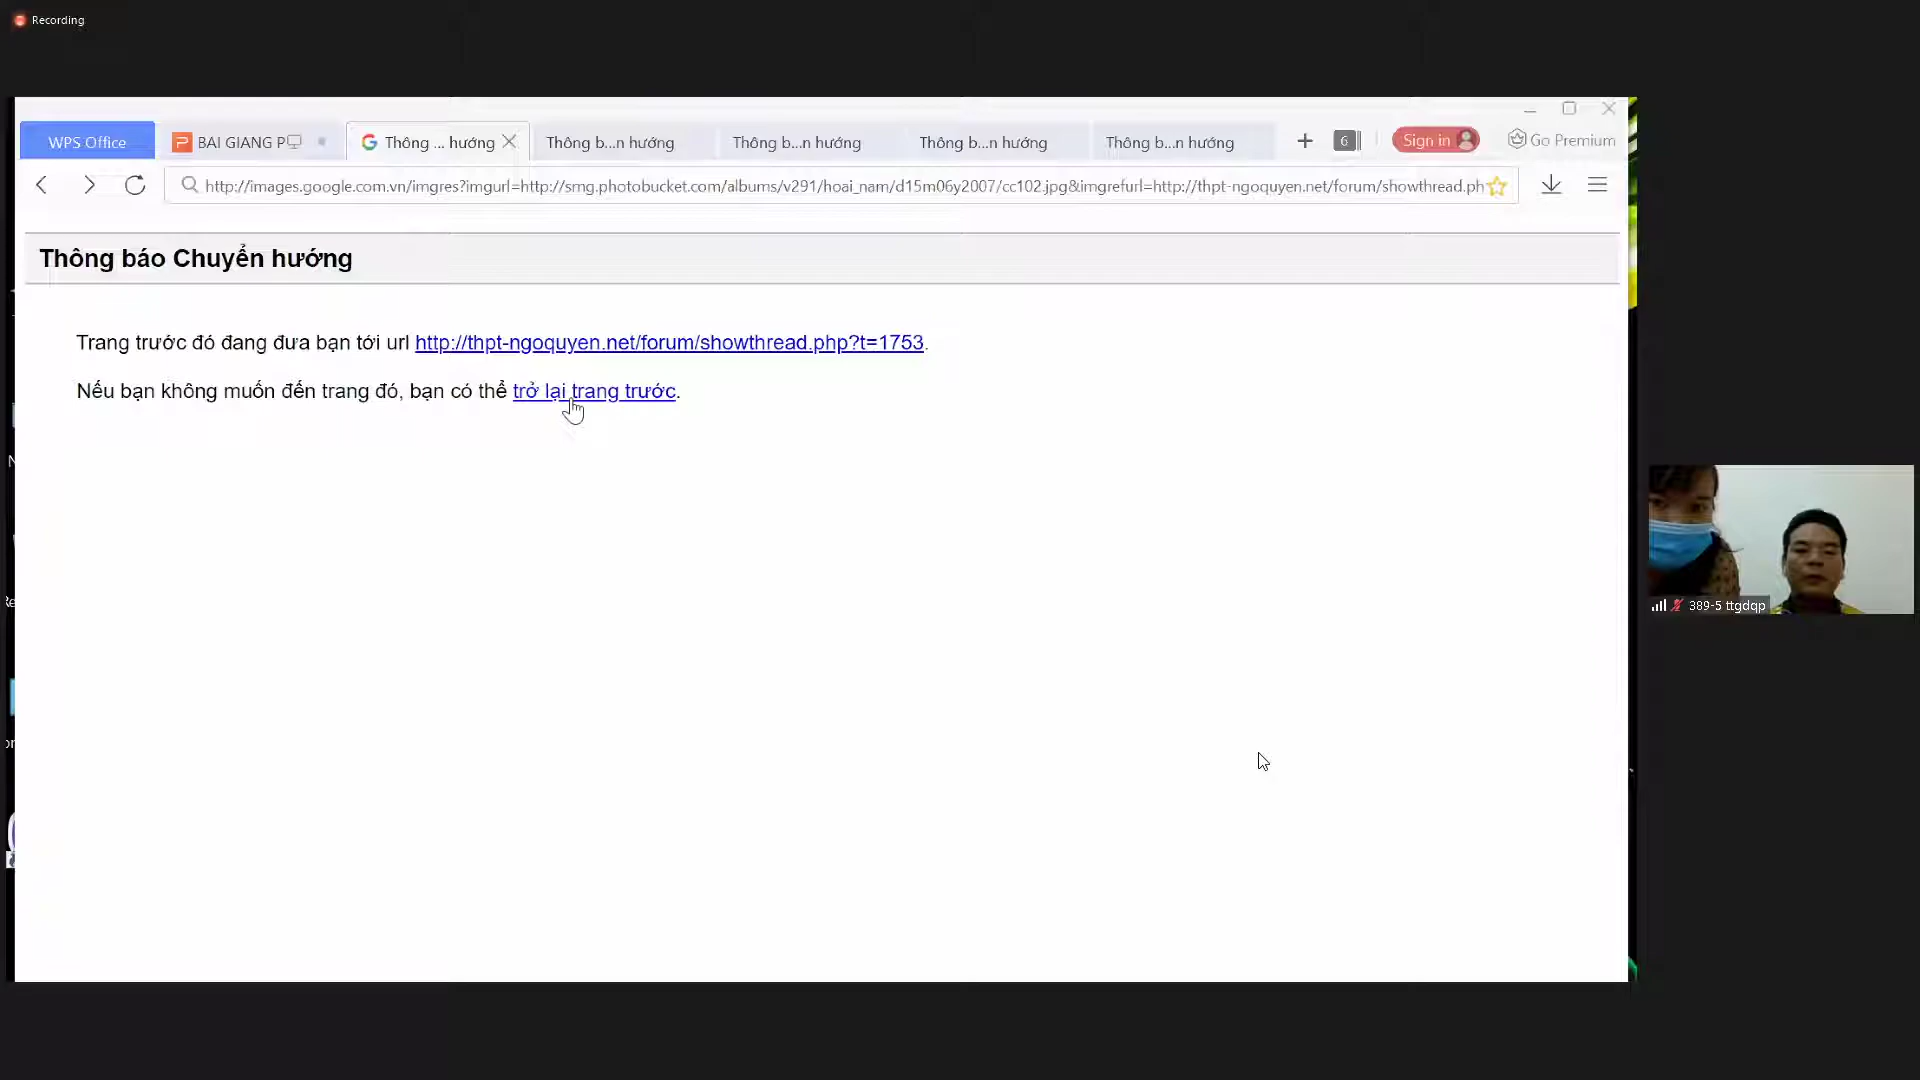 Recording
WPS Office
BAI GIANG P
Thông ... hướng
Thông b...n hướng
Thông b...n hướng
Thông b...n hướng
Thông b...n hướng
6
Sign in
Go Premium
http://images.google.com.vn/imgres?imgurl=http://smg.photobucket.com/albums/v291/hoai_nam/d15m06y2007/cc102.jpg&imgrefurl=http://thpt-ngoquyen.net/forum/showthread.ph
Thông báo Chuyển hướng
Trang trước đó đang đưa bạn tới url http://thpt-ngoquyen.net/forum/showthread.php?t=1753.
Nếu bạn không muốn đến trang đó, bạn có thể trở lại trang trước.
389-5 ttgdqp